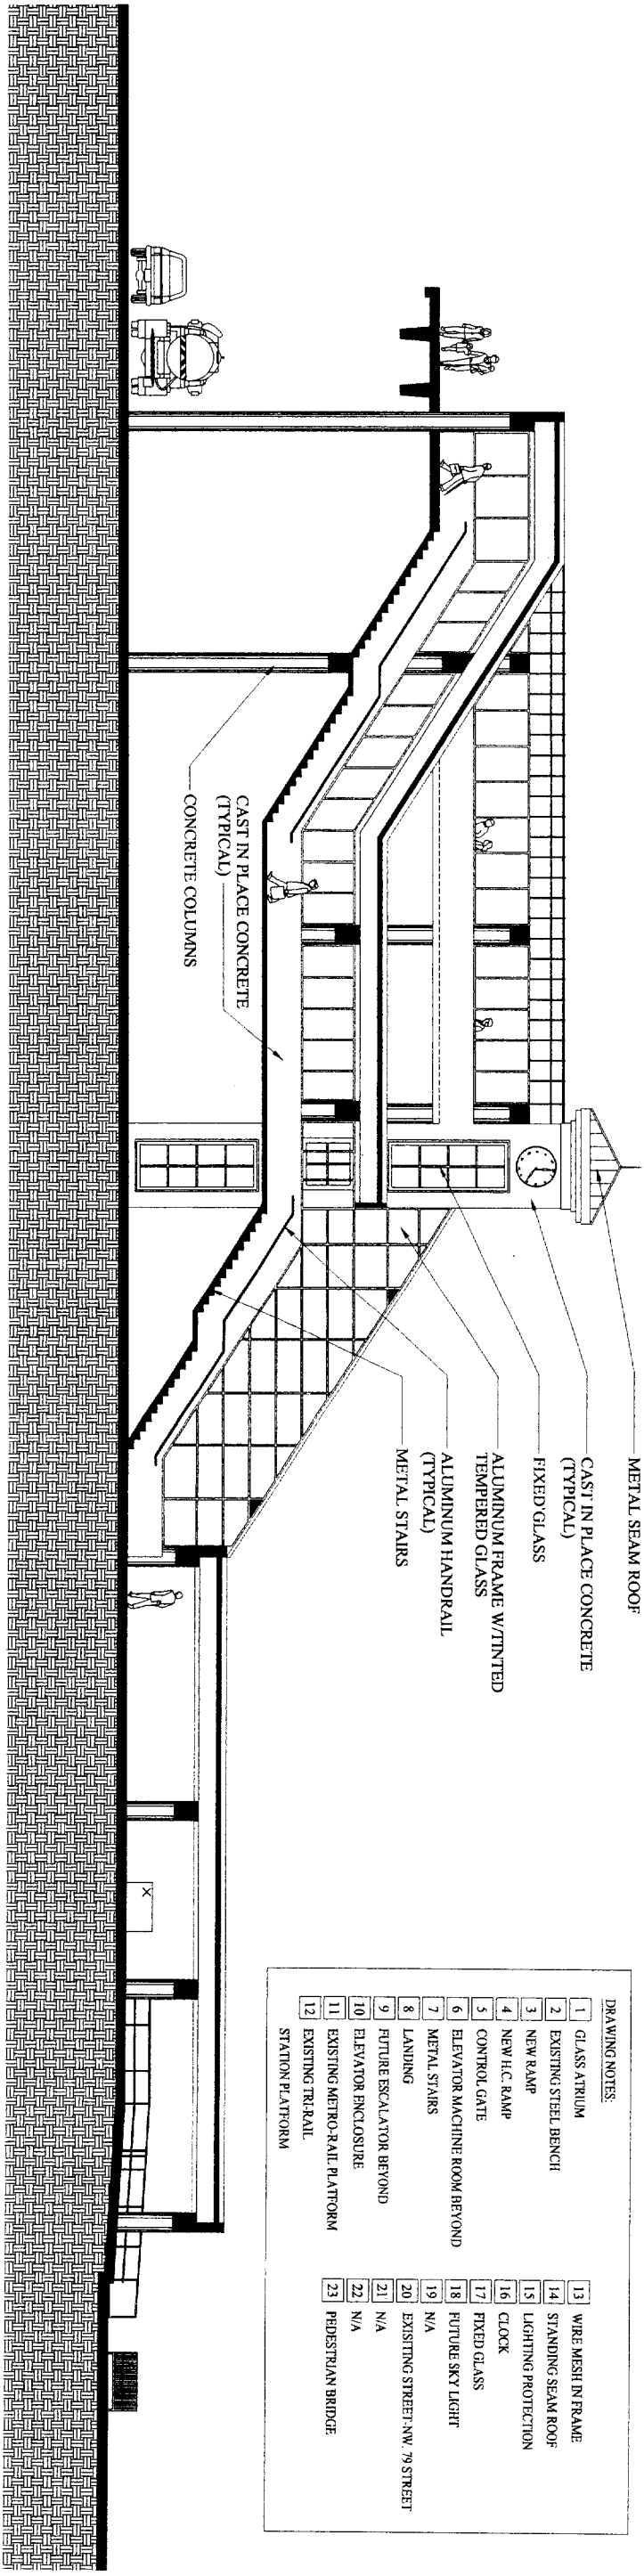 METAL SEAM ROOF
CAST IN PLACE CONCRETE
(TYPICAL)
FIXED GLASS
ALUMINUM FRAME W/TINTED
TEMPERED GLASS
ALUMINUM HANDRAIL
(TYPICAL)
METAL STAIRS
CAST IN PLACE CONCRETE
(TYPICAL)
CONCRETE COLUMNS
DRAWING NOTES:
1 GLASS ATRIUM
2 EXISTING STEEL BENCH
3 NEW RAMP
4 NEW H.C. RAMP
5 CONTROL GATE
6 ELEVATOR MACHINE ROOM BEYOND
7 METAL STAIRS
8 LANDING
9 FUTURE ESCALATOR BEYOND
10 ELEVATOR ENCLOSURE
11 EXISTING METRO-RAIL PLATFORM
12 EXISTING TRI-RAIL
STATION PLATFORM
13 WIRE MESH IN FRAME
14 STANDING SEAM ROOF
15 LIGHTING PROTECTION
16 CLOCK
17 FIXED GLASS
18 FUTURE SKY LIGHT
19 N/A
20 EXISITING STREET-NW. 79 STREET
21 N/A
22 N/A
23 PEDESTRIAN BRIDGE
X